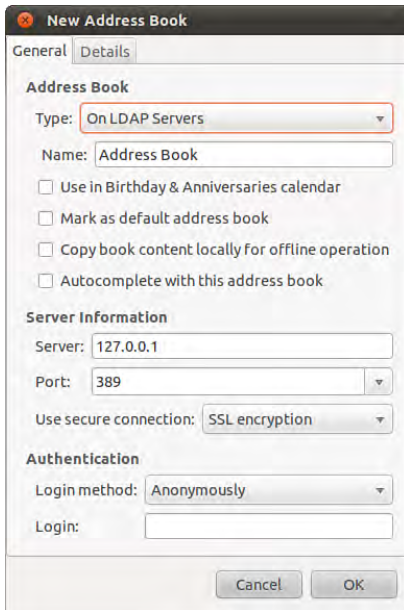 New Address Book
General Details
Address Book
Type: On LDAP Servers
Name: Address Book
Use in Birthday & Anniversaries calendar
Mark as default address book
Copy book content locally for offline operation
Autocomplete with this address book
Server Information
Server: 127.0.0.1
Port: 389
Use secure connection: SSL encryption
Authentication
Login method: Anonymously
Login:
Cancel OK